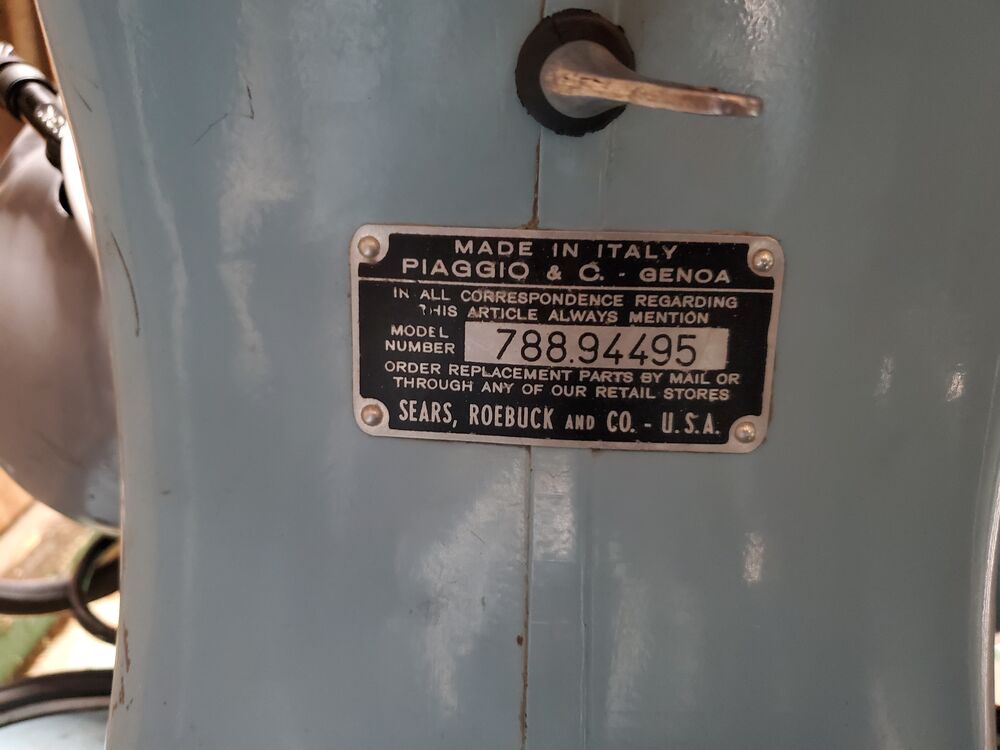 MADE IN ITALY
PIAGGIO & C. - GENOA
IN ALL CORRESPONDENCE REGARDING
THIS ARTICLE ALWAYS MENTION
MODEL NUMBER 788.94495
ORDER REPLACEMENT PARTS BY MAIL OR
THROUGH ANY OF OUR RETAIL STORES
SEARS, ROEBUCK AND CO. - U.S.A.